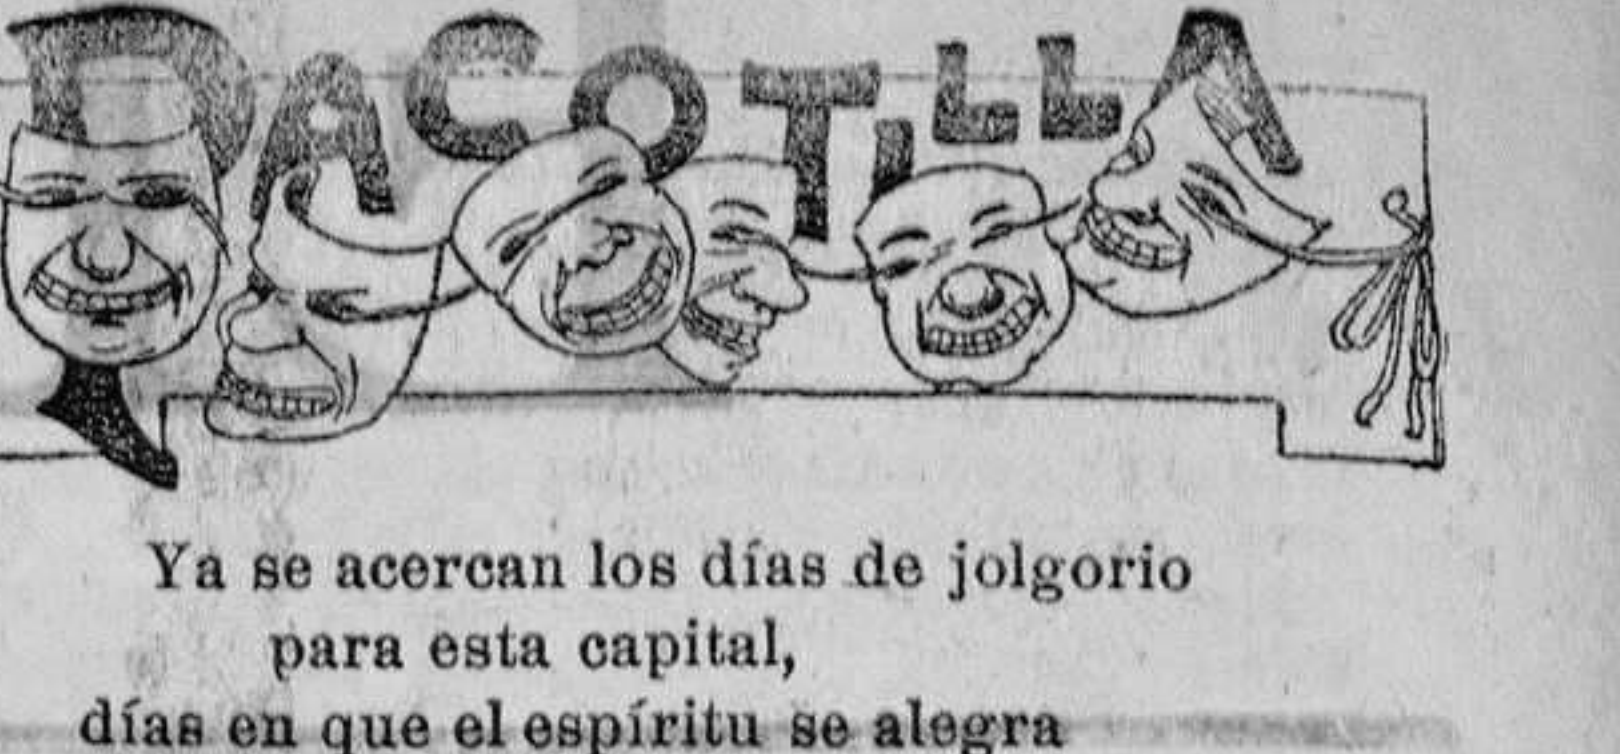 PACOTILLA
Ya se acercan los días de jolgorio
para esta capital,
días en que el espíritu se alegra